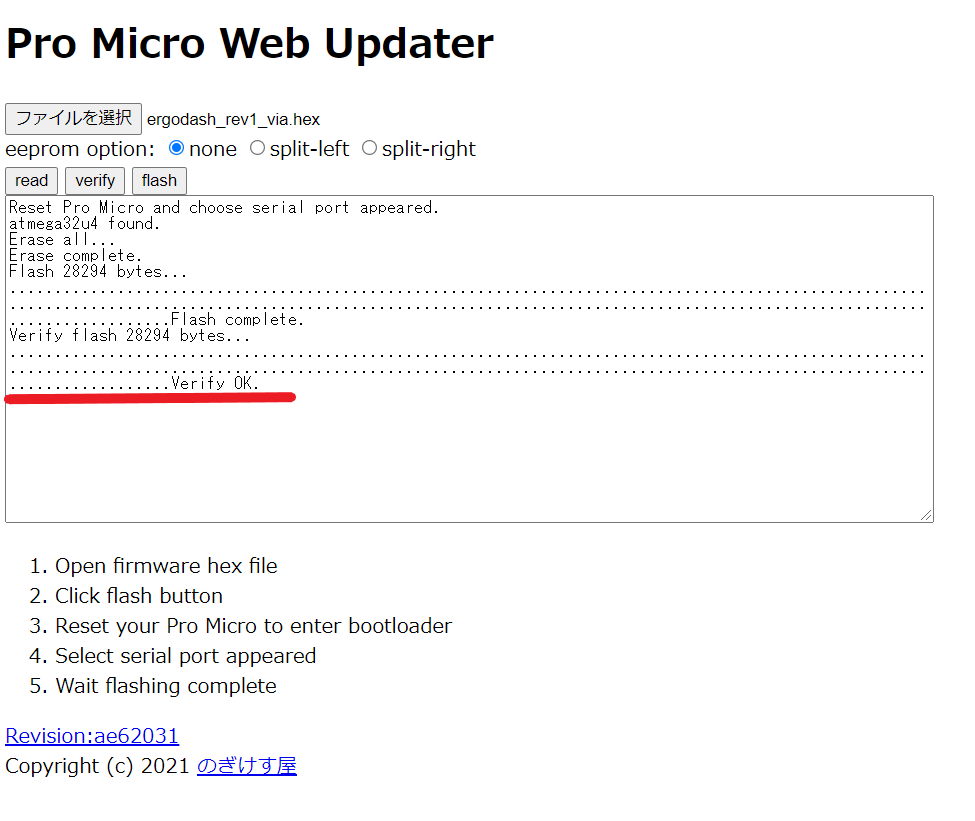 Pro Micro Web Updater
ファイルを選択 ergodash_rev1_via.hex
eeprom option: none split-left split-right
read verify flash
Reset Pro Micro and choose serial port appeared.
atmega32u4 found.
Erase all...
Erase complete.
Flash 28294 bytes...
......................................................................................................
......................................................................................................
..................Flash complete.
Verify flash 28294 bytes...
......................................................................................................
......................................................................................................
..................Verify OK.
1. Open firmware hex file
2. Click flash button
3. Reset your Pro Micro to enter bootloader
4. Select serial port appeared
5. Wait flashing complete
Revision:ae62031
Copyright (c) 2021 のぎけす屋